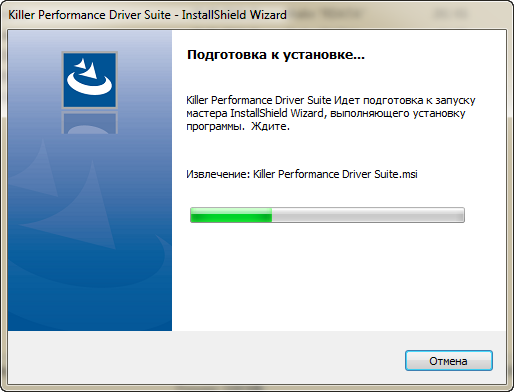 Killer Performance Driver Suite - InstallShield Wizard
Подготовка к установке...
Killer Performance Driver Suite Идет подготовка к запуску
мастера InstallShield Wizard, выполняющего установку
программы. Ждите.
Извлечение: Killer Performance Driver Suite.msi
Отмена